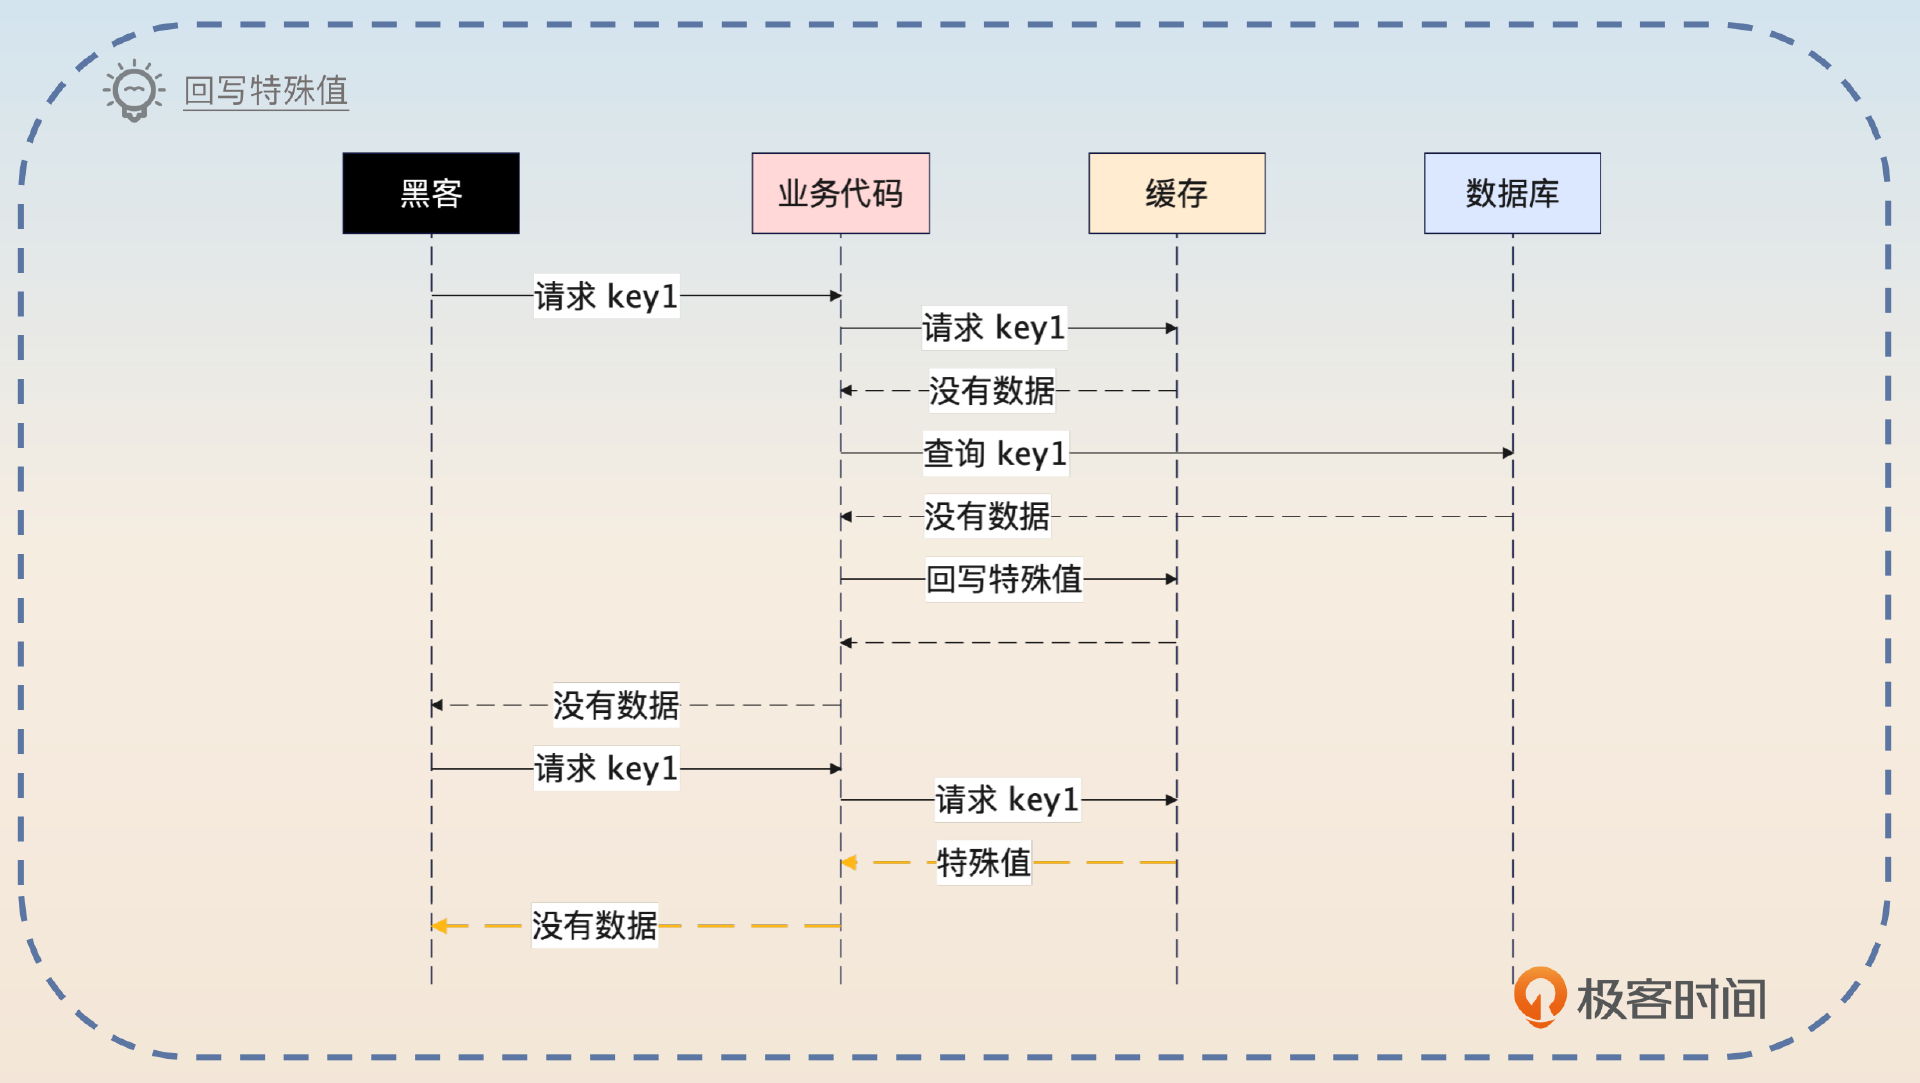 回写特殊值
黑客
业务代码
缓存
数据库
请求 key1
请求 key1
没有数据
查询 key1
没有数据
回写特殊值
没有数据
请求 key1
请求 key1
特殊值
没有数据
极客时间